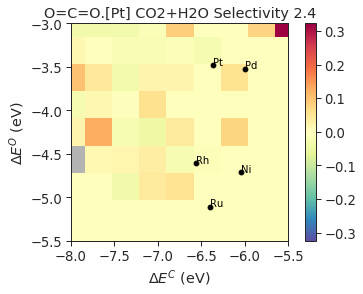 O=C=O.[Pt] CO2+H2O Selectivity 2.4
−3.0
−3.5
−4.0
−4.5
−5.0
−5.5
ΔE^O (eV)
Pt
Pd
Rh
Ni
Ru
−8.0 −7.5 −7.0 −6.5 −6.0 −5.5
ΔE^C (eV)
0.3
0.2
0.1
0.0
−0.1
−0.2
−0.3